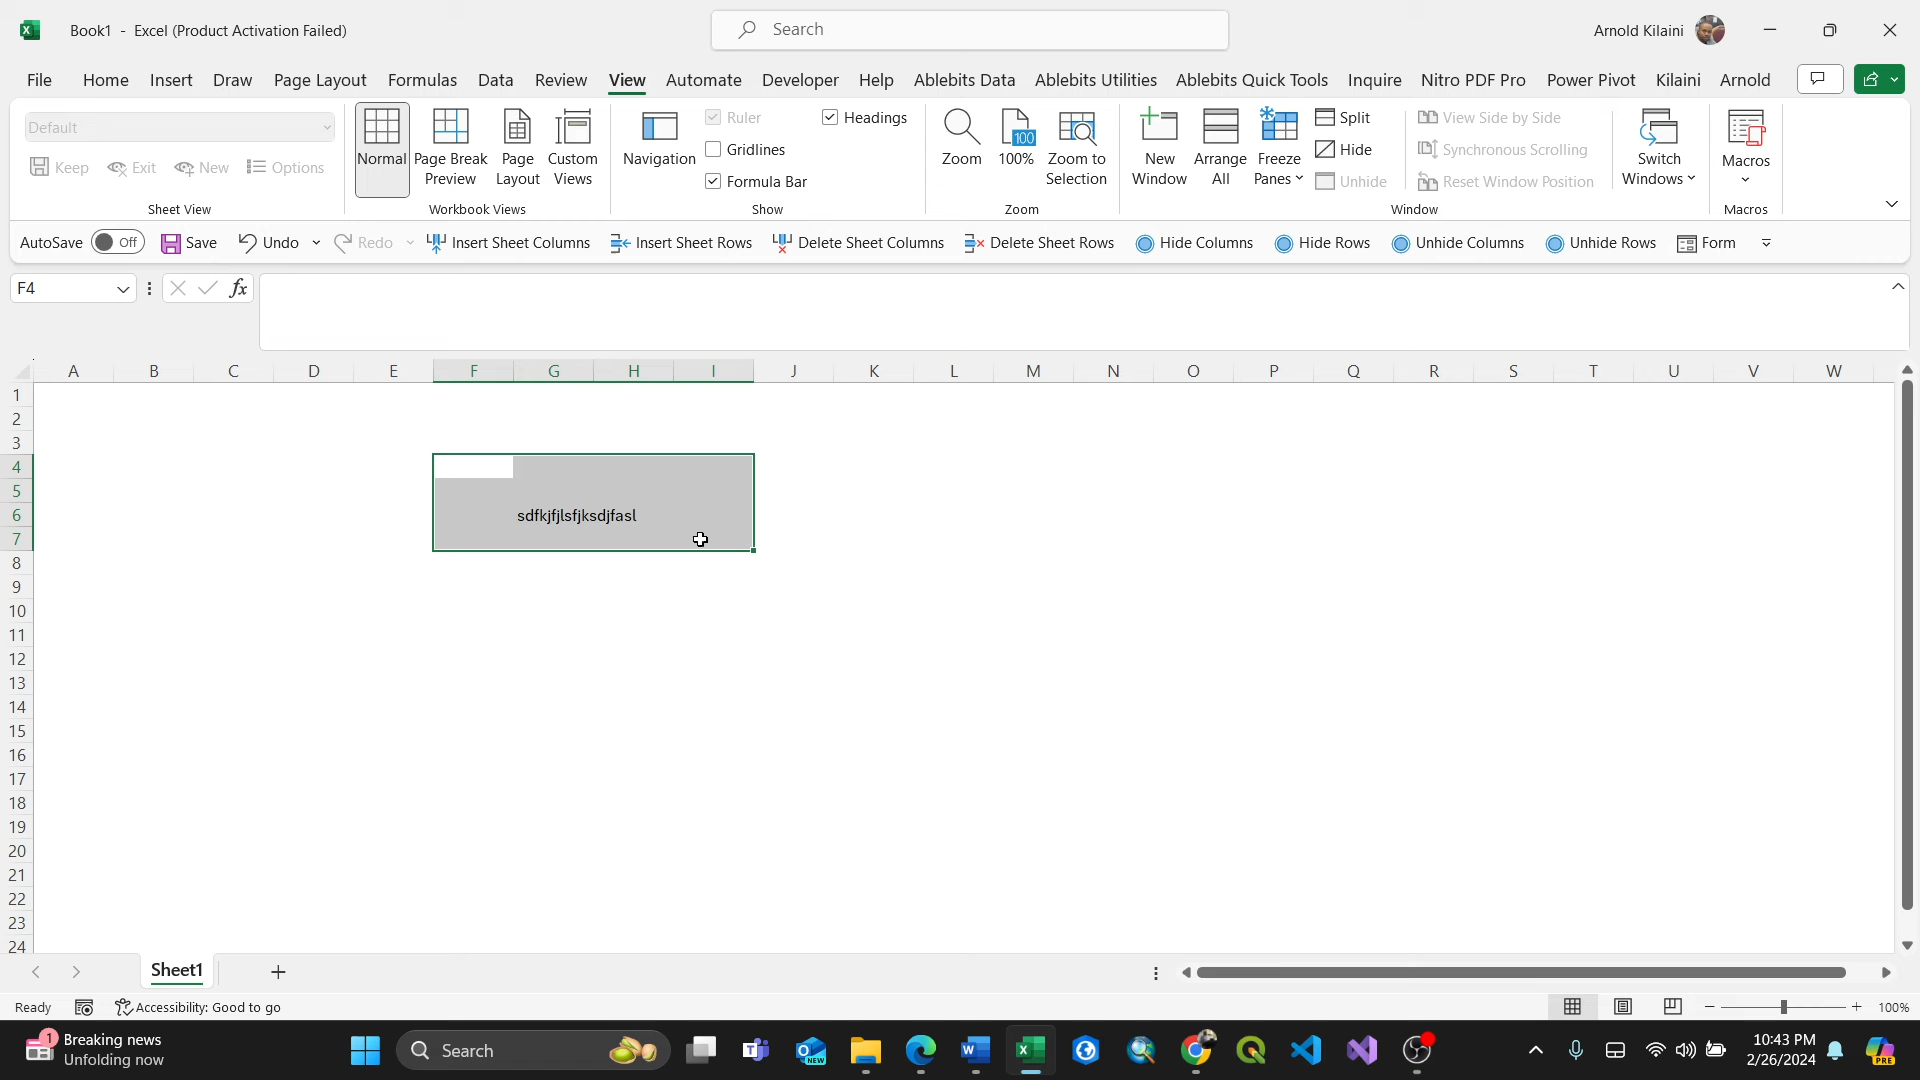 Book1 - Excel (Product Activation Failed)
Search
Arnold Kilaini
File Home Insert Draw Page Layout Formulas Data Review View Automate Developer Help Ablebits Data Ablebits Utilities Ablebits Quick Tools Inquire Nitro PDF Pro Power Pivot Kilaini Arnold
Default
Keep Exit New Options
Sheet View
Normal
Page Break Preview
Page Layout
Custom Views
Workbook Views
Navigation
Ruler
Gridlines
Formula Bar
Headings
Show
Zoom
100
100%
Zoom to Selection
Zoom
New Window
Arrange All
Freeze Panes
Split
Hide
Unhide
View Side by Side
Synchronous Scrolling
Reset Window Position
Switch Windows
Window
Macros
Macros
AutoSave Off Save Undo Redo Insert Sheet Columns Insert Sheet Rows Delete Sheet Columns Delete Sheet Rows Hide Columns Hide Rows Unhide Columns Unhide Rows Form
F4 fx
A B C D E F G H I J K L M N O P Q R S T U V W
1
2
3
4
5
6 sdfkjfjlsfjksdjfasl
7
8
9
10
11
12
13
14
15
16
17
18
19
20
21
22
23
24
Sheet1
Ready Accessibility: Good to go 100%
1 Breaking news
Unfolding now
Search
NEW
10:43 PM
2/26/2024
PRE